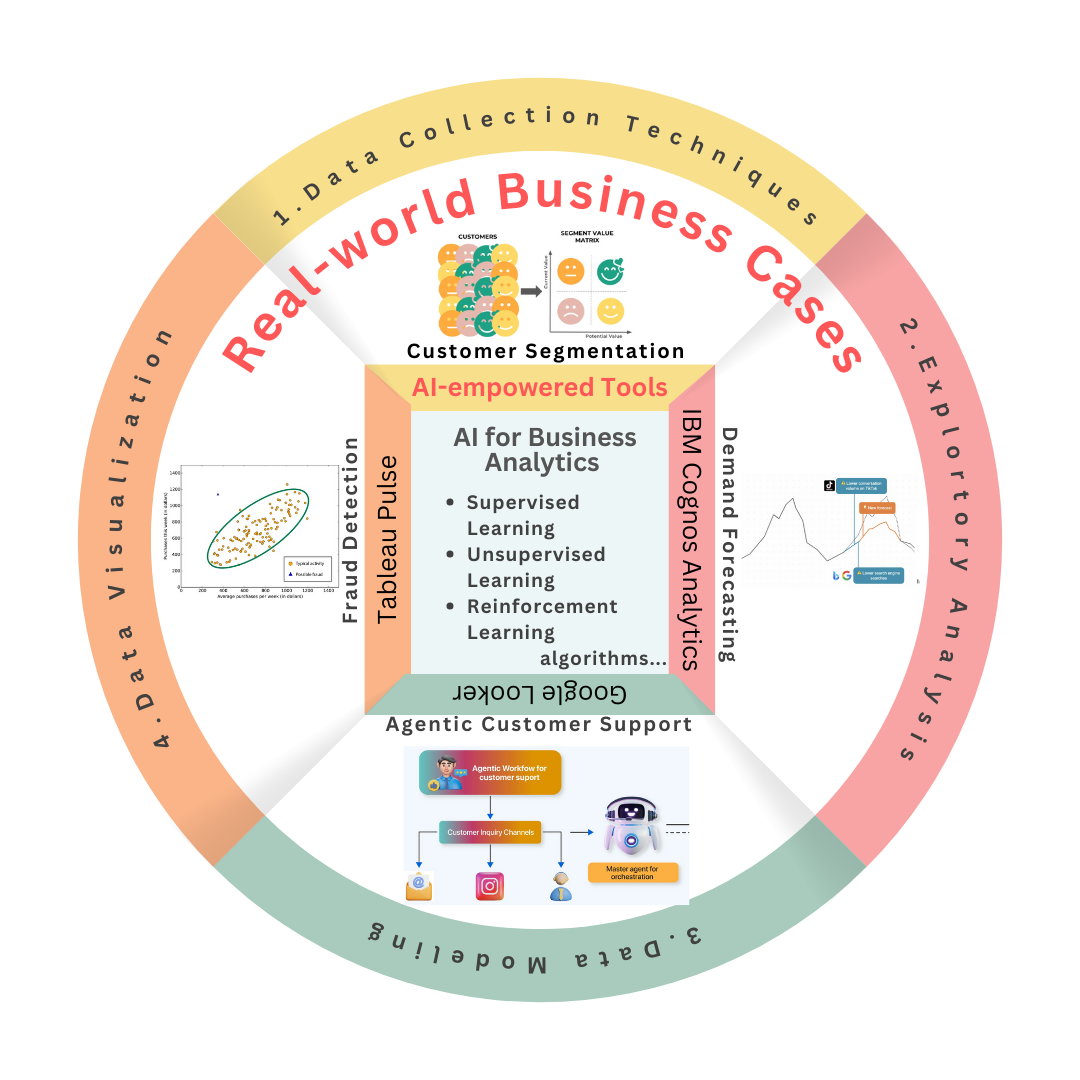 1.Data Collection Techniques
Real-world Business Cases
CUSTOMERS
SEGMENT VALUE
MATRIX
Current Value
Potential Value
Customer Segmentation
AI-empowered Tools
AI for Business
Analytics
• Supervised
Learning
• Unsupervised
Learning
• Reinforcement
Learning
algorithms...
Tableau Pulse
IBM Cognos Analytics
Google Looker
2.Explortory Analysis
Demand Forecasting
Lower conversation
volume on TikTok
New forecast
Lower search engine
searches
3.Data Modeling
Agentic Customer Support
Agentic Workfow for
customer suport
Customer Inquiry Channels
Master agent for
orchestration
4.Data Visualization
Fraud Detection
Purchases this week (in dollars)
1400
1200
1000
800
600
400
200
0
0 200 400 600 800 1000 1200 1400
Average purchases per week (in dollars)
Typical activity
Possible fraud